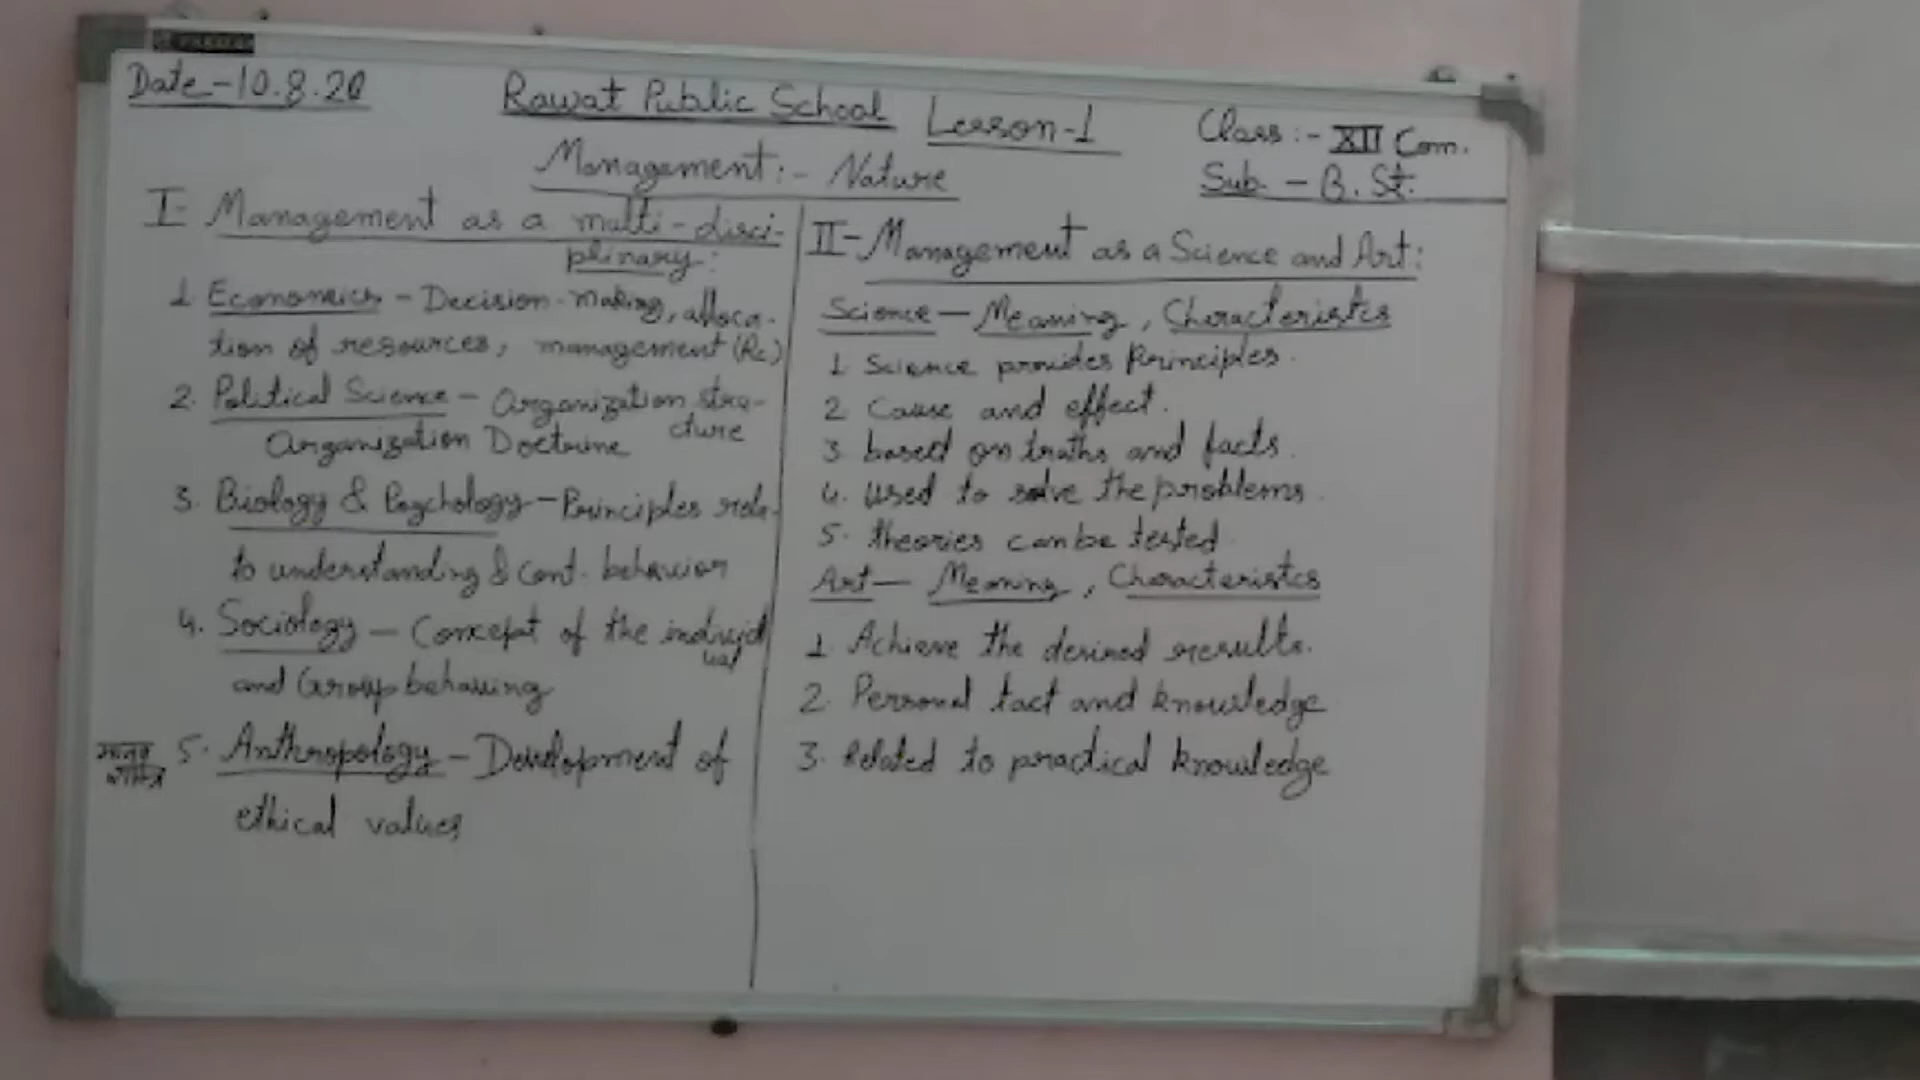 Date-10.8.20
Rawat Public School
Lesson-1
Class :- XII Com.
Sub. - B. St.
Management :- Nature
I- Management as a multi-disci-
plinary:
1 Economics - Decision-making, alloca-
tion of resources, management (Rc)
2. Political Science - Organization stru-
cture
Organization Doctrine
3. Biology & Psychology - Principles rela-
to understanding & cont. behavior
4. Sociology - Concept of the individ
ual
and Group behaving
मानव
5. Anthropology - Development of
ethical values
II- Management as a Science and Art:
Science - Meaning, Characteristcs
1 Science provides Principles.
2 Cause and effect.
3 based on truths and facts.
4. Used to solve the problems.
5. theories can be tested.
Art - Meaning, Characteristcs
1. Achieve the desired results.
2. Personal tact and knowledge
3. Related to practical knowledge